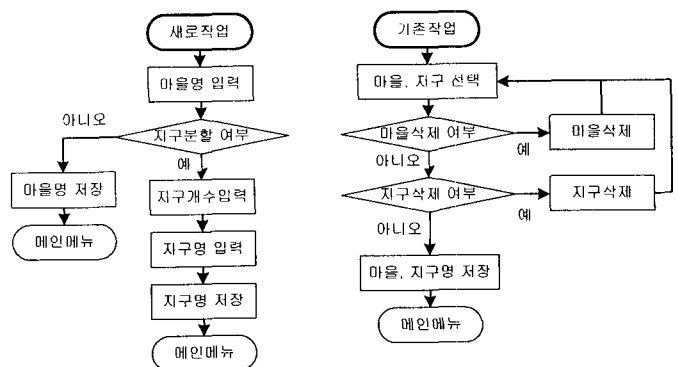 새로작업
마을명 입력
지구분할 여부
아니오
예
마을명 저장
메인메뉴
지구개수입력
지구명 입력
지구명 저장
메인메뉴
기존작업
마을, 지구 선택
마을삭제 여부
예
마을삭제
아니오
지구삭제 여부
예
지구삭제
아니오
마을, 지구명 저장
메인메뉴